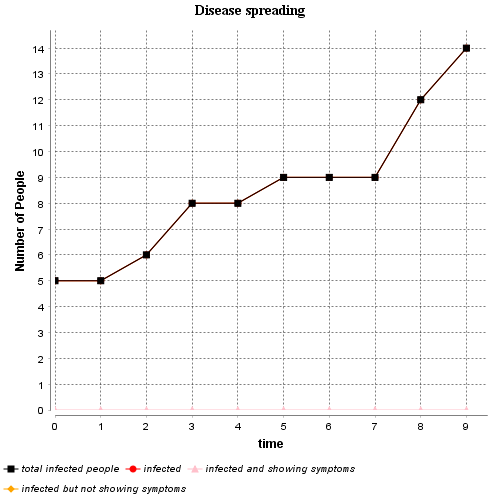 Disease spreading
14
13
12
11
10
9
8
7
6
5
4
3
2
1
0
Number of People
0 1 2 3 4 5 6 7 8 9
time
total infected people infected infected and showing symptoms
infected but not showing symptoms